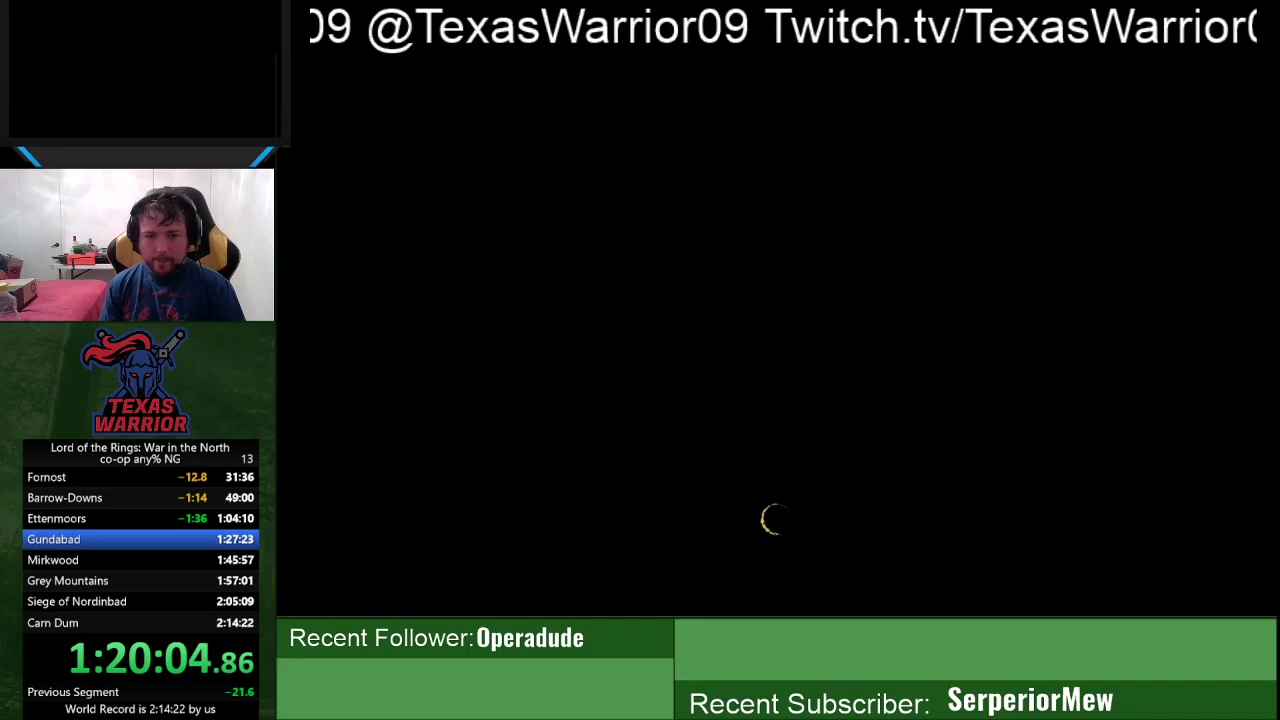 09 @TexasWarrior09 Twitch.tv/TexasWarrior0
TEXAS
WARRIOR
Lord of the Rings: War in the North
co-op any% NG 13
Fornost -12.8 31:36
Barrow-Downs -1:14 49:00
Ettenmoors -1:36 1:04:10
Gundabad 1:27:23
Mirkwood 1:45:57
Grey Mountains 1:57:01
Siege of Nordinbad 2:05:09
Carn Dum 2:14:22
1:20:04.86
Previous Segment -21.6
World Record is 2:14:22 by us
Recent Follower: Operadude
Recent Subscriber: SerperiorMew